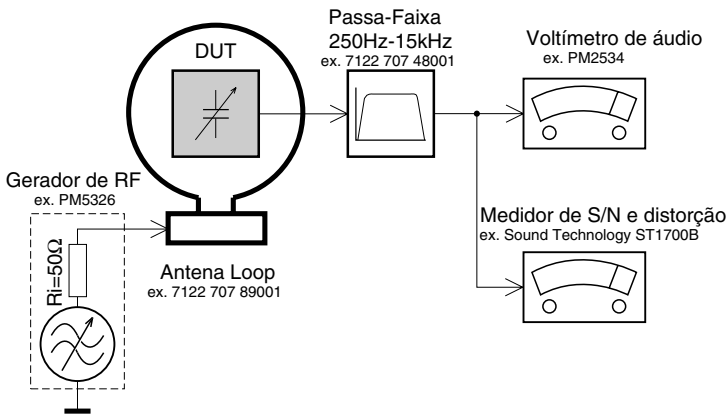 Passa-Faixa
250Hz-15kHz
ex. 7122 707 48001
DUT
Voltímetro de áudio
ex. PM2534
Gerador de RF
ex. PM5326
Ri=50Ω
Antena Loop
ex. 7122 707 89001
Medidor de S/N e distorção
ex. Sound Technology ST1700B